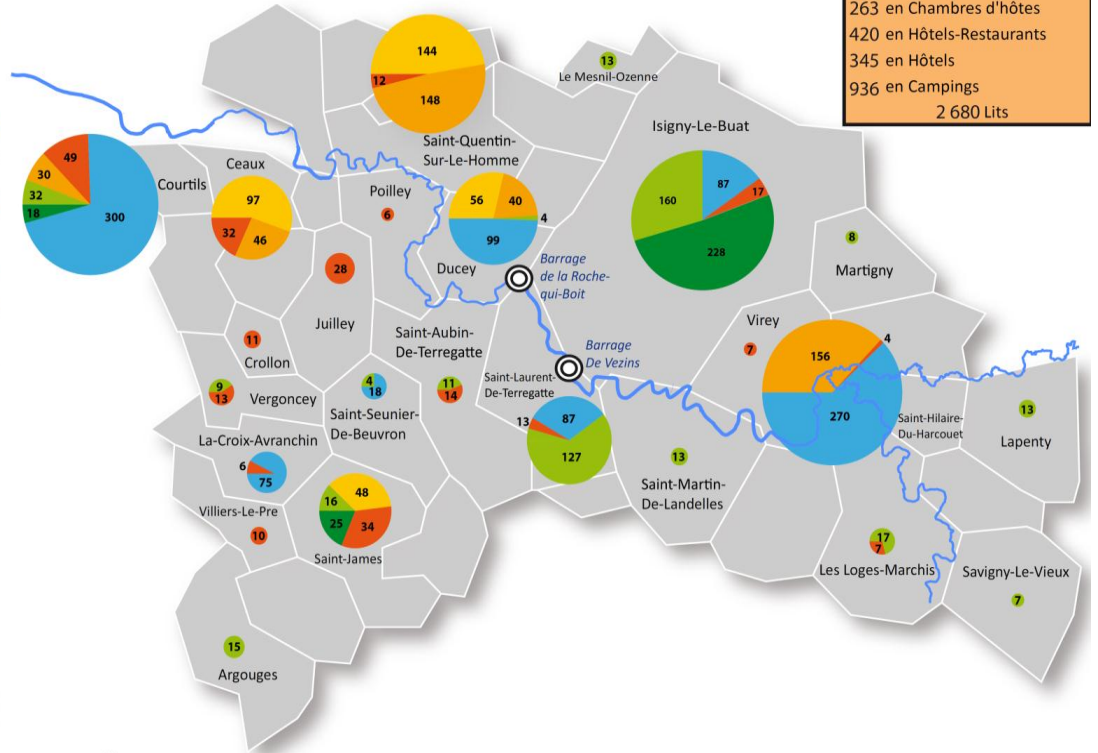 263 en Chambres d'hôtes
420 en Hôtels-Restaurants
345 en Hôtels
936 en Campings
2 680 Lits
144
12
148
Saint-Quentin-
Sur-Le-Homme
13
Le Mesnil-Ozenne
Isigny-Le-Buat
160
87
17
228
49
30
32
18
300
Courtils
Ceaux
97
32
46
Poilley
6
56
40
4
99
Ducey
Barrage
de la Roche-
qui-Boit
8
Martigny
28
Juilley
11
Crollon
Saint-Aubin-
De-Terregatte
11
14
Barrage
De Vezins
Virey
7
156
4
270
Saint-Hilaire-
Du-Harcouet
9
13
Vergoncey
4
18
Saint-Seunier-
De-Beuvron
Saint-Laurent-
De-Terregatte
13
87
127
13
Lapenty
La-Croix-Avranchin
6
75
13
Saint-Martin-
De-Landelles
Villiers-Le-Pre
10
16
48
25
34
Saint-James
17
7
Les Loges-Marchis
Savigny-Le-Vieux
7
15
Argouges